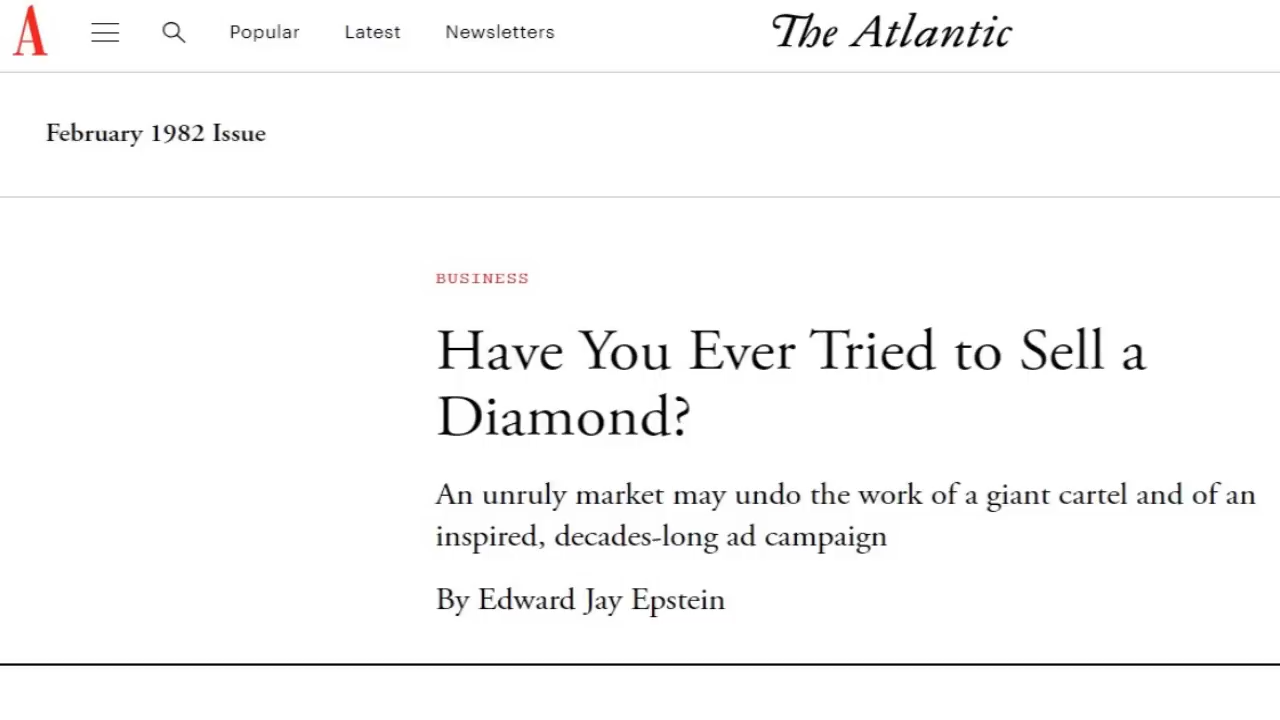 A
Popular
Latest
Newsletters
The Atlantic
February 1982 Issue
BUSINESS
Have You Ever Tried to Sell a
Diamond?
An unruly market may undo the work of a giant cartel and of an
inspired, decades-long ad campaign
By Edward Jay Epstein